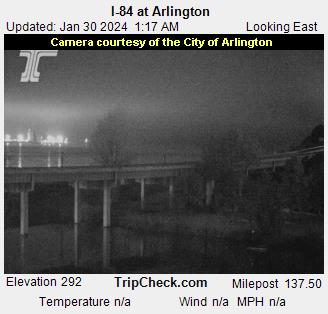 I-84 at Arlington
Updated: Jan 30 2024 1:17 AM Looking East
Camera courtesy of the City of Arlington
Elevation 292 TripCheck.com Milepost 137.50
Temperature n/a Wind n/a MPH n/a